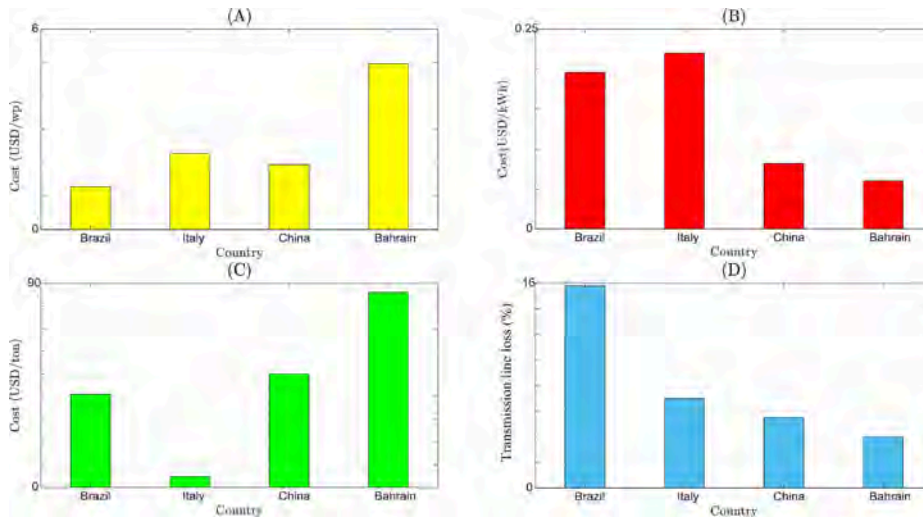 (A)
6
Cost (USD/wp)
0
Brazil Italy China Bahrain
Country
(B)
0.25
Cost(USD/kWh)
0
Brazil Italy China Bahrain
Country
(C)
90
Cost (USD/ton)
0
Brazil Italy China Bahrain
Country
(D)
16
Transmission line loss (%)
0
Brazil Italy China Bahrain
Country